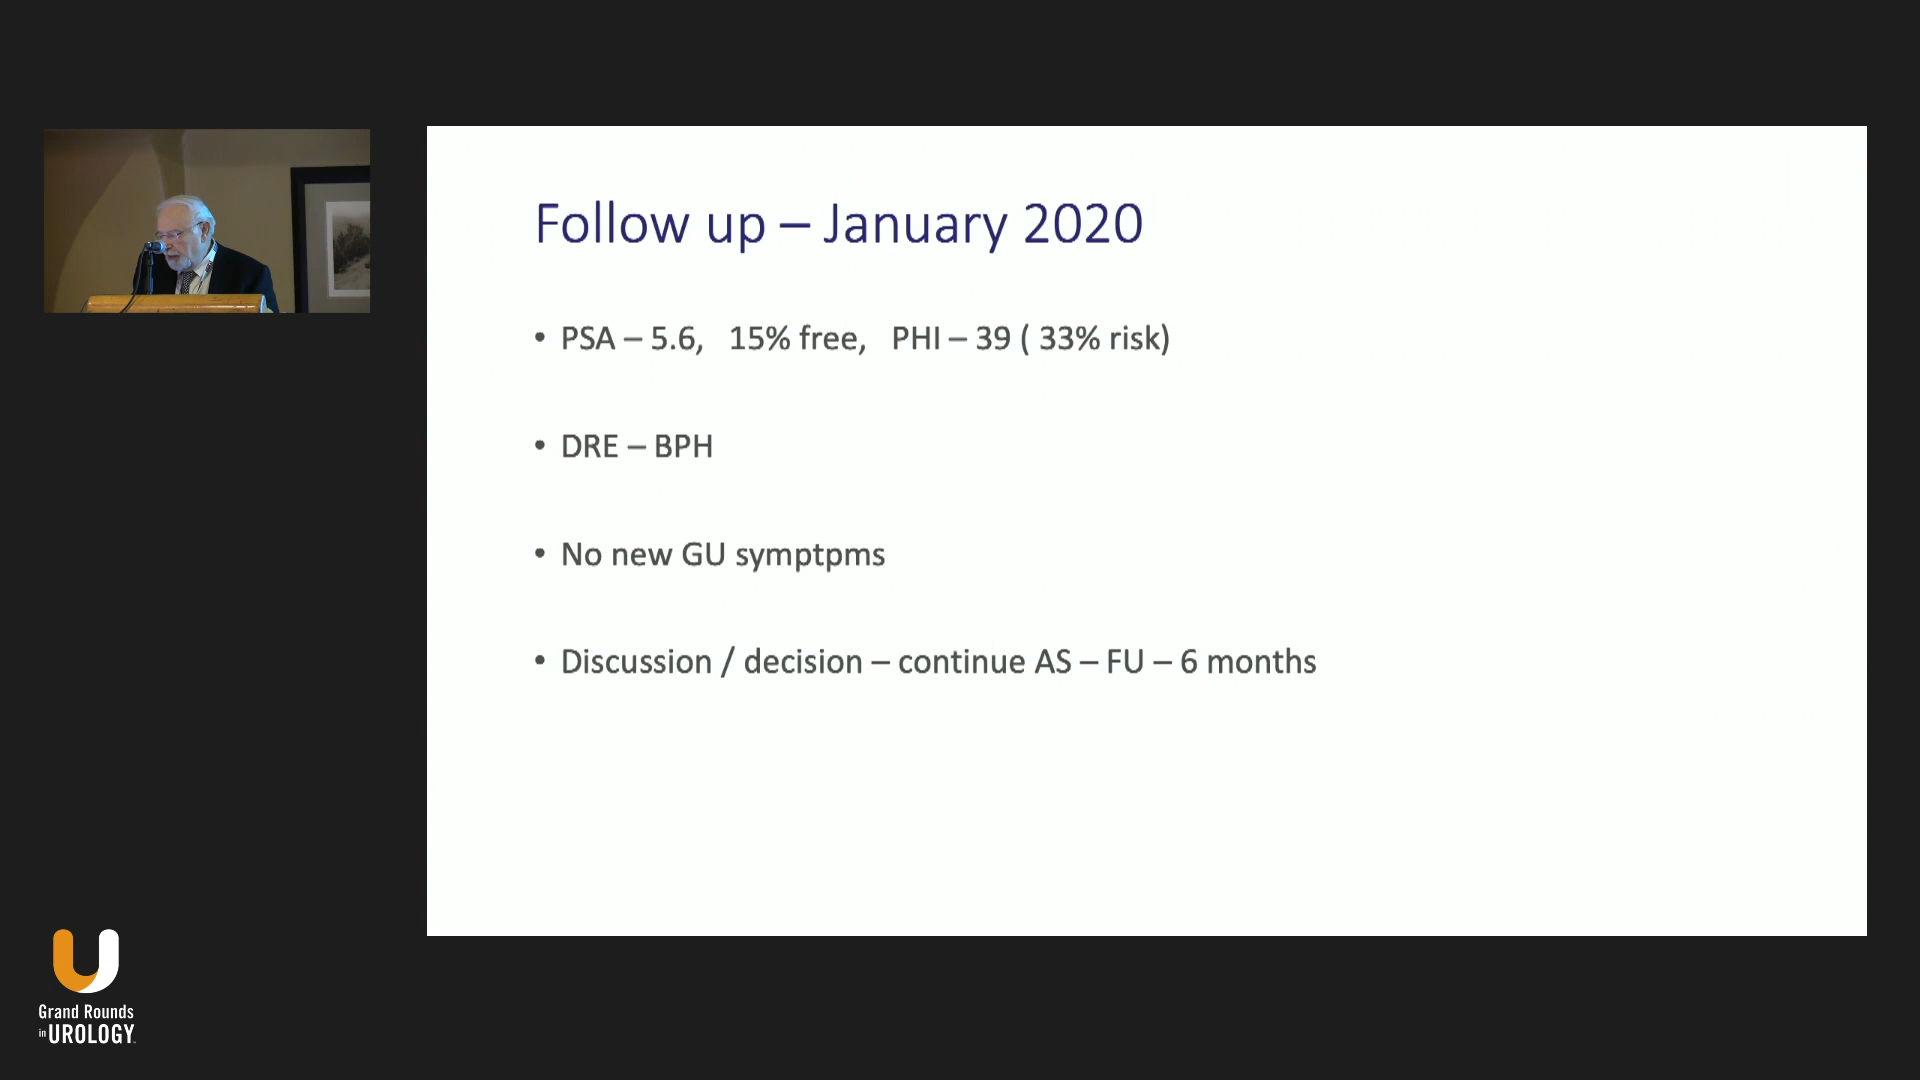 Follow up – January 2020
• PSA – 5.6, 15% free, PHI – 39 ( 33% risk)
• DRE – BPH
• No new GU symptpms
• Discussion / decision – continue AS – FU – 6 months
Grand Rounds
in UROLOGY